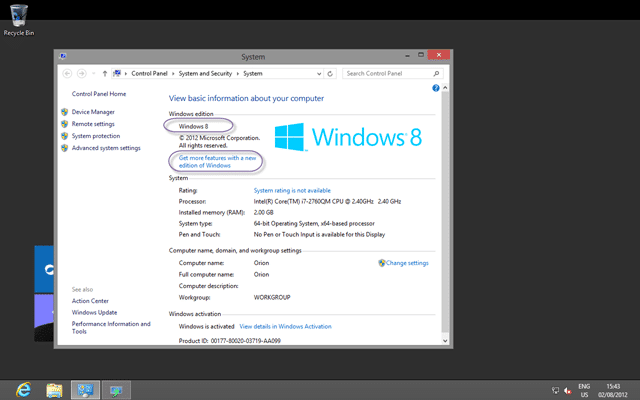 Recycle Bin
System
Control Panel System and Security System
Search Control Panel
Control Panel Home
Device Manager
Remote settings
System protection
Advanced system settings
View basic information about your computer
Windows edition
Windows 8
© 2012 Microsoft Corporation.
All rights reserved.
Get more features with a new
edition of Windows
Windows 8
System
Rating: System rating is not available
Processor: Intel(R) Core(TM) i7-2760QM CPU @ 2.40GHz 2.40 GHz
Installed memory (RAM): 2.00 GB
System type: 64-bit Operating System, x64-based processor
Pen and Touch: No Pen or Touch Input is available for this Display
Computer name, domain, and workgroup settings
Computer name: Orion
Change settings
Full computer name: Orion
Computer description:
Workgroup: WORKGROUP
Windows activation
Windows is activated View details in Windows Activation
Product ID: 00177-80020-03719-AA099
See also
Action Center
Windows Update
Performance Information and
Tools
ENG
US
15:43
02/08/2012